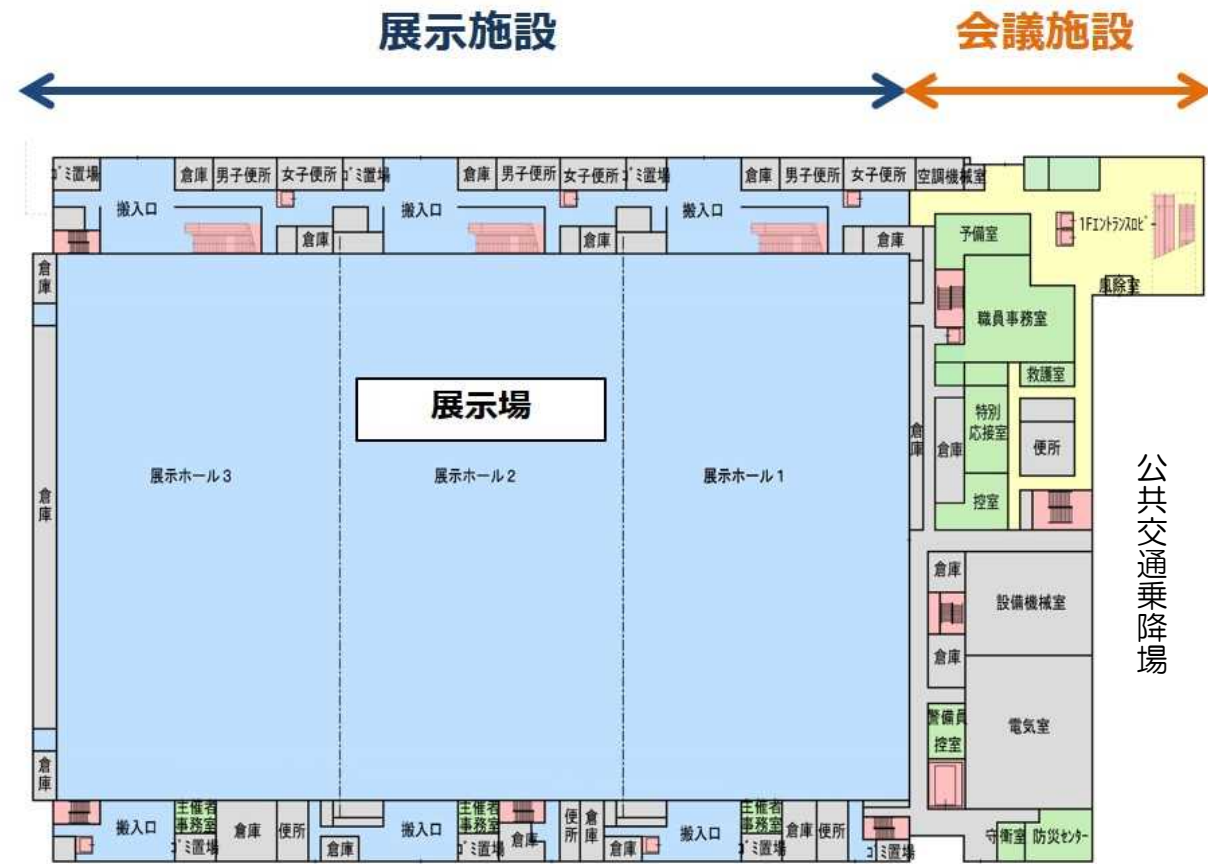 展示施設
会議施設
ゴミ置場
倉庫
男子便所
女子便所
ゴミ置場
倉庫
男子便所
女子便所
ゴミ置場
倉庫
男子便所
女子便所
空調機械室
搬入口
搬入口
搬入口
倉庫
倉庫
倉庫
1Fエントランスロビー
予備室
風除室
倉庫
職員事務室
救護室
展示場
特別
応接室
倉庫
倉庫
便所
展示ホール3
展示ホール2
展示ホール1
控室
倉庫
公共交通乗降場
倉庫
設備機械室
倉庫
警備員
控室
電気室
倉庫
搬入口
主催者
事務室
ゴミ置場
倉庫
便所
倉庫
搬入口
主催者
事務室
ゴミ置場
倉庫
便所
倉庫
倉庫
搬入口
主催者
事務室
ゴミ置場
倉庫
便所
ゴミ置場
守衛室
防災センター